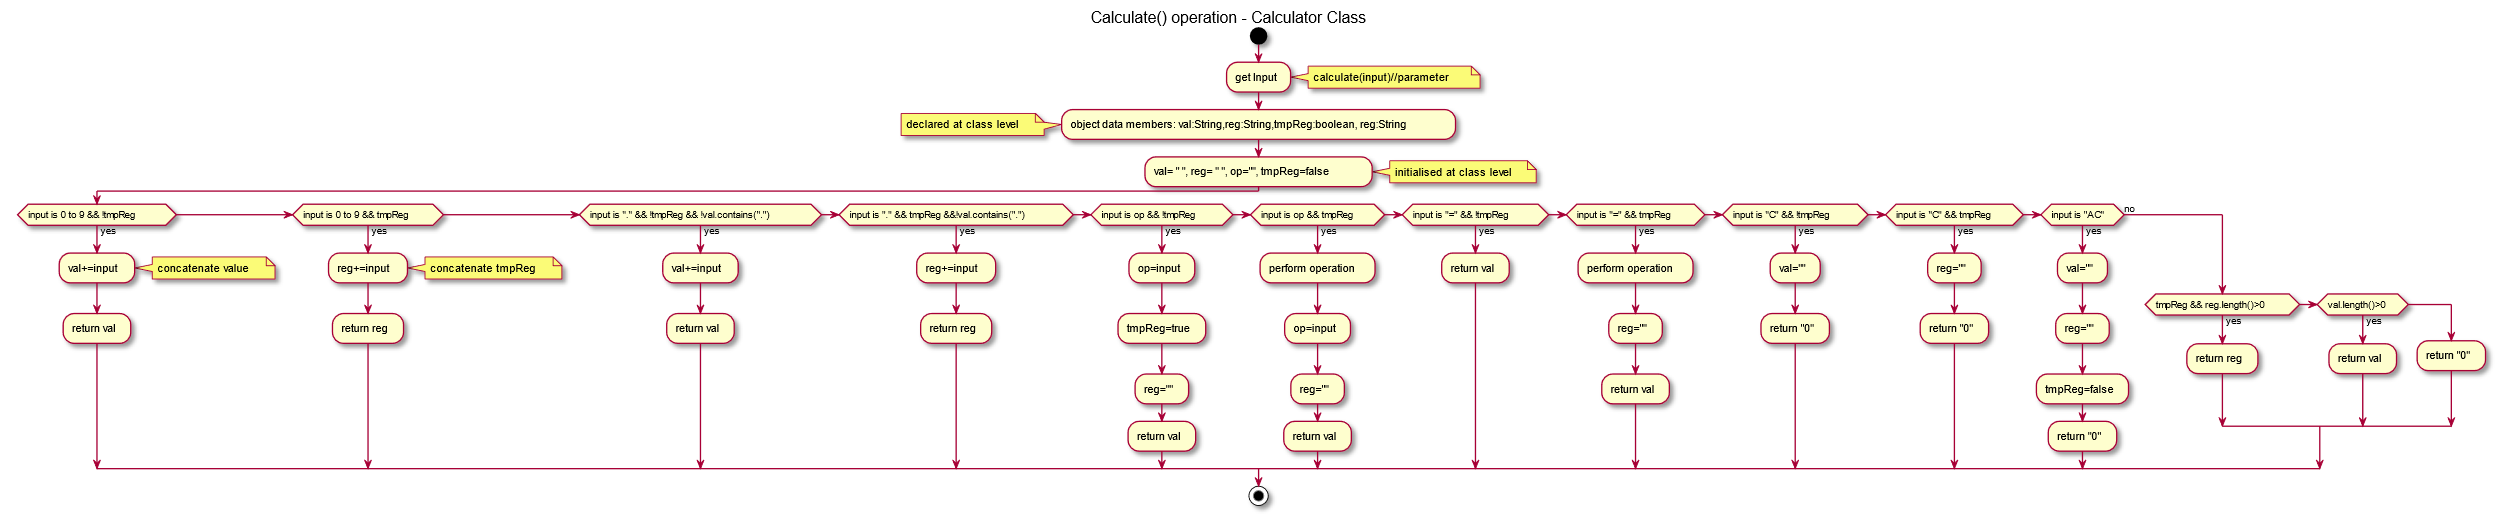 Calculate() operation - Calculator Class
get Input
calculate(input)//parameter
declared at class level
object data members: val:String,reg:String,tmpReg:boolean, reg:String
val= " ", reg= " ", op="", tmpReg=false
initialised at class level
input is 0 to 9 && !tmpReg
yes
val+=input
concatenate value
return val
input is 0 to 9 && tmpReg
yes
reg+=input
concatenate tmpReg
return reg
input is "." && !tmpReg && !val.contains(".")
yes
val+=input
return val
input is "." && tmpReg &&!val.contains(".")
yes
reg+=input
return reg
input is op && !tmpReg
yes
op=input
tmpReg=true
reg=""
return val
input is op && tmpReg
yes
perform operation
op=input
reg=""
return val
input is "=" && !tmpReg
yes
return val
input is "=" && tmpReg
yes
perform operation
reg=""
return val
input is "C" && !tmpReg
yes
val=""
return "0"
input is "C" && tmpReg
yes
reg=""
return "0"
input is "AC"
yes
val=""
reg=""
tmpReg=false
return "0"
no
tmpReg && reg.length()>0
yes
return reg
val.length()>0
yes
return val
return "0"